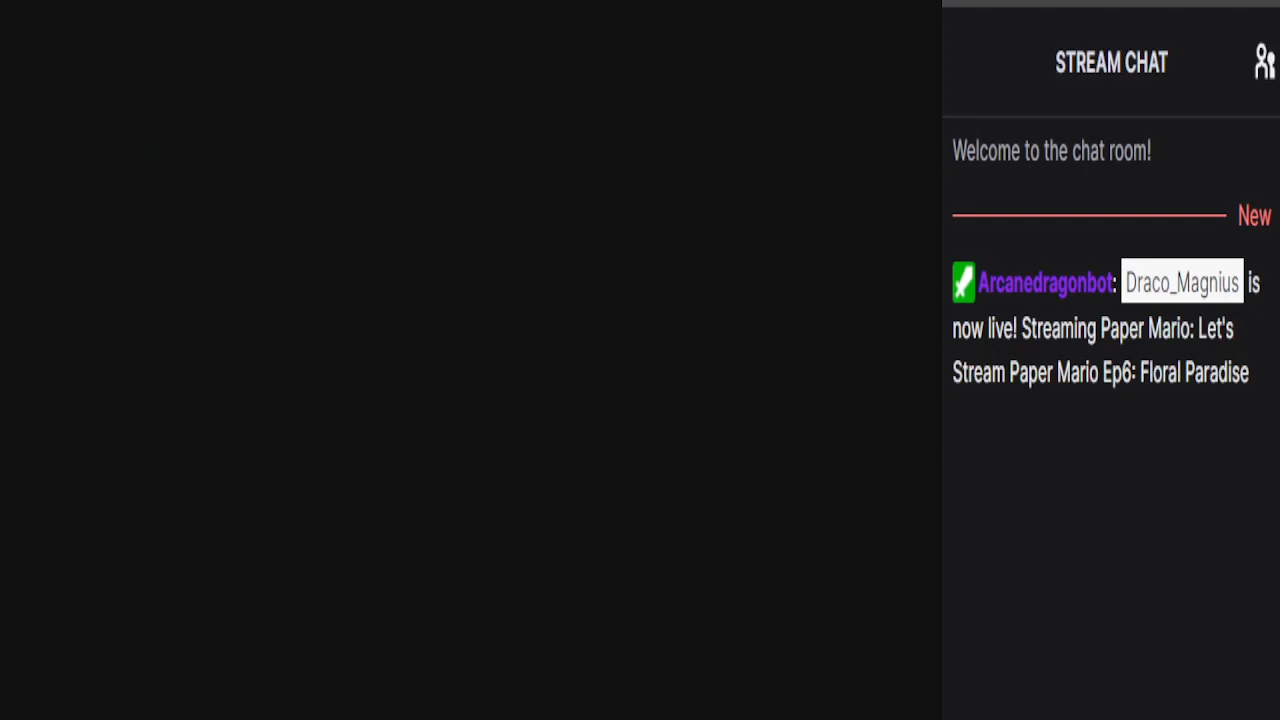 STREAM CHAT
Welcome to the chat room!
New
Arcanedragonbot: Draco_Magnius is
now live! Streaming Paper Mario: Let's
Stream Paper Mario Ep6: Floral Paradise